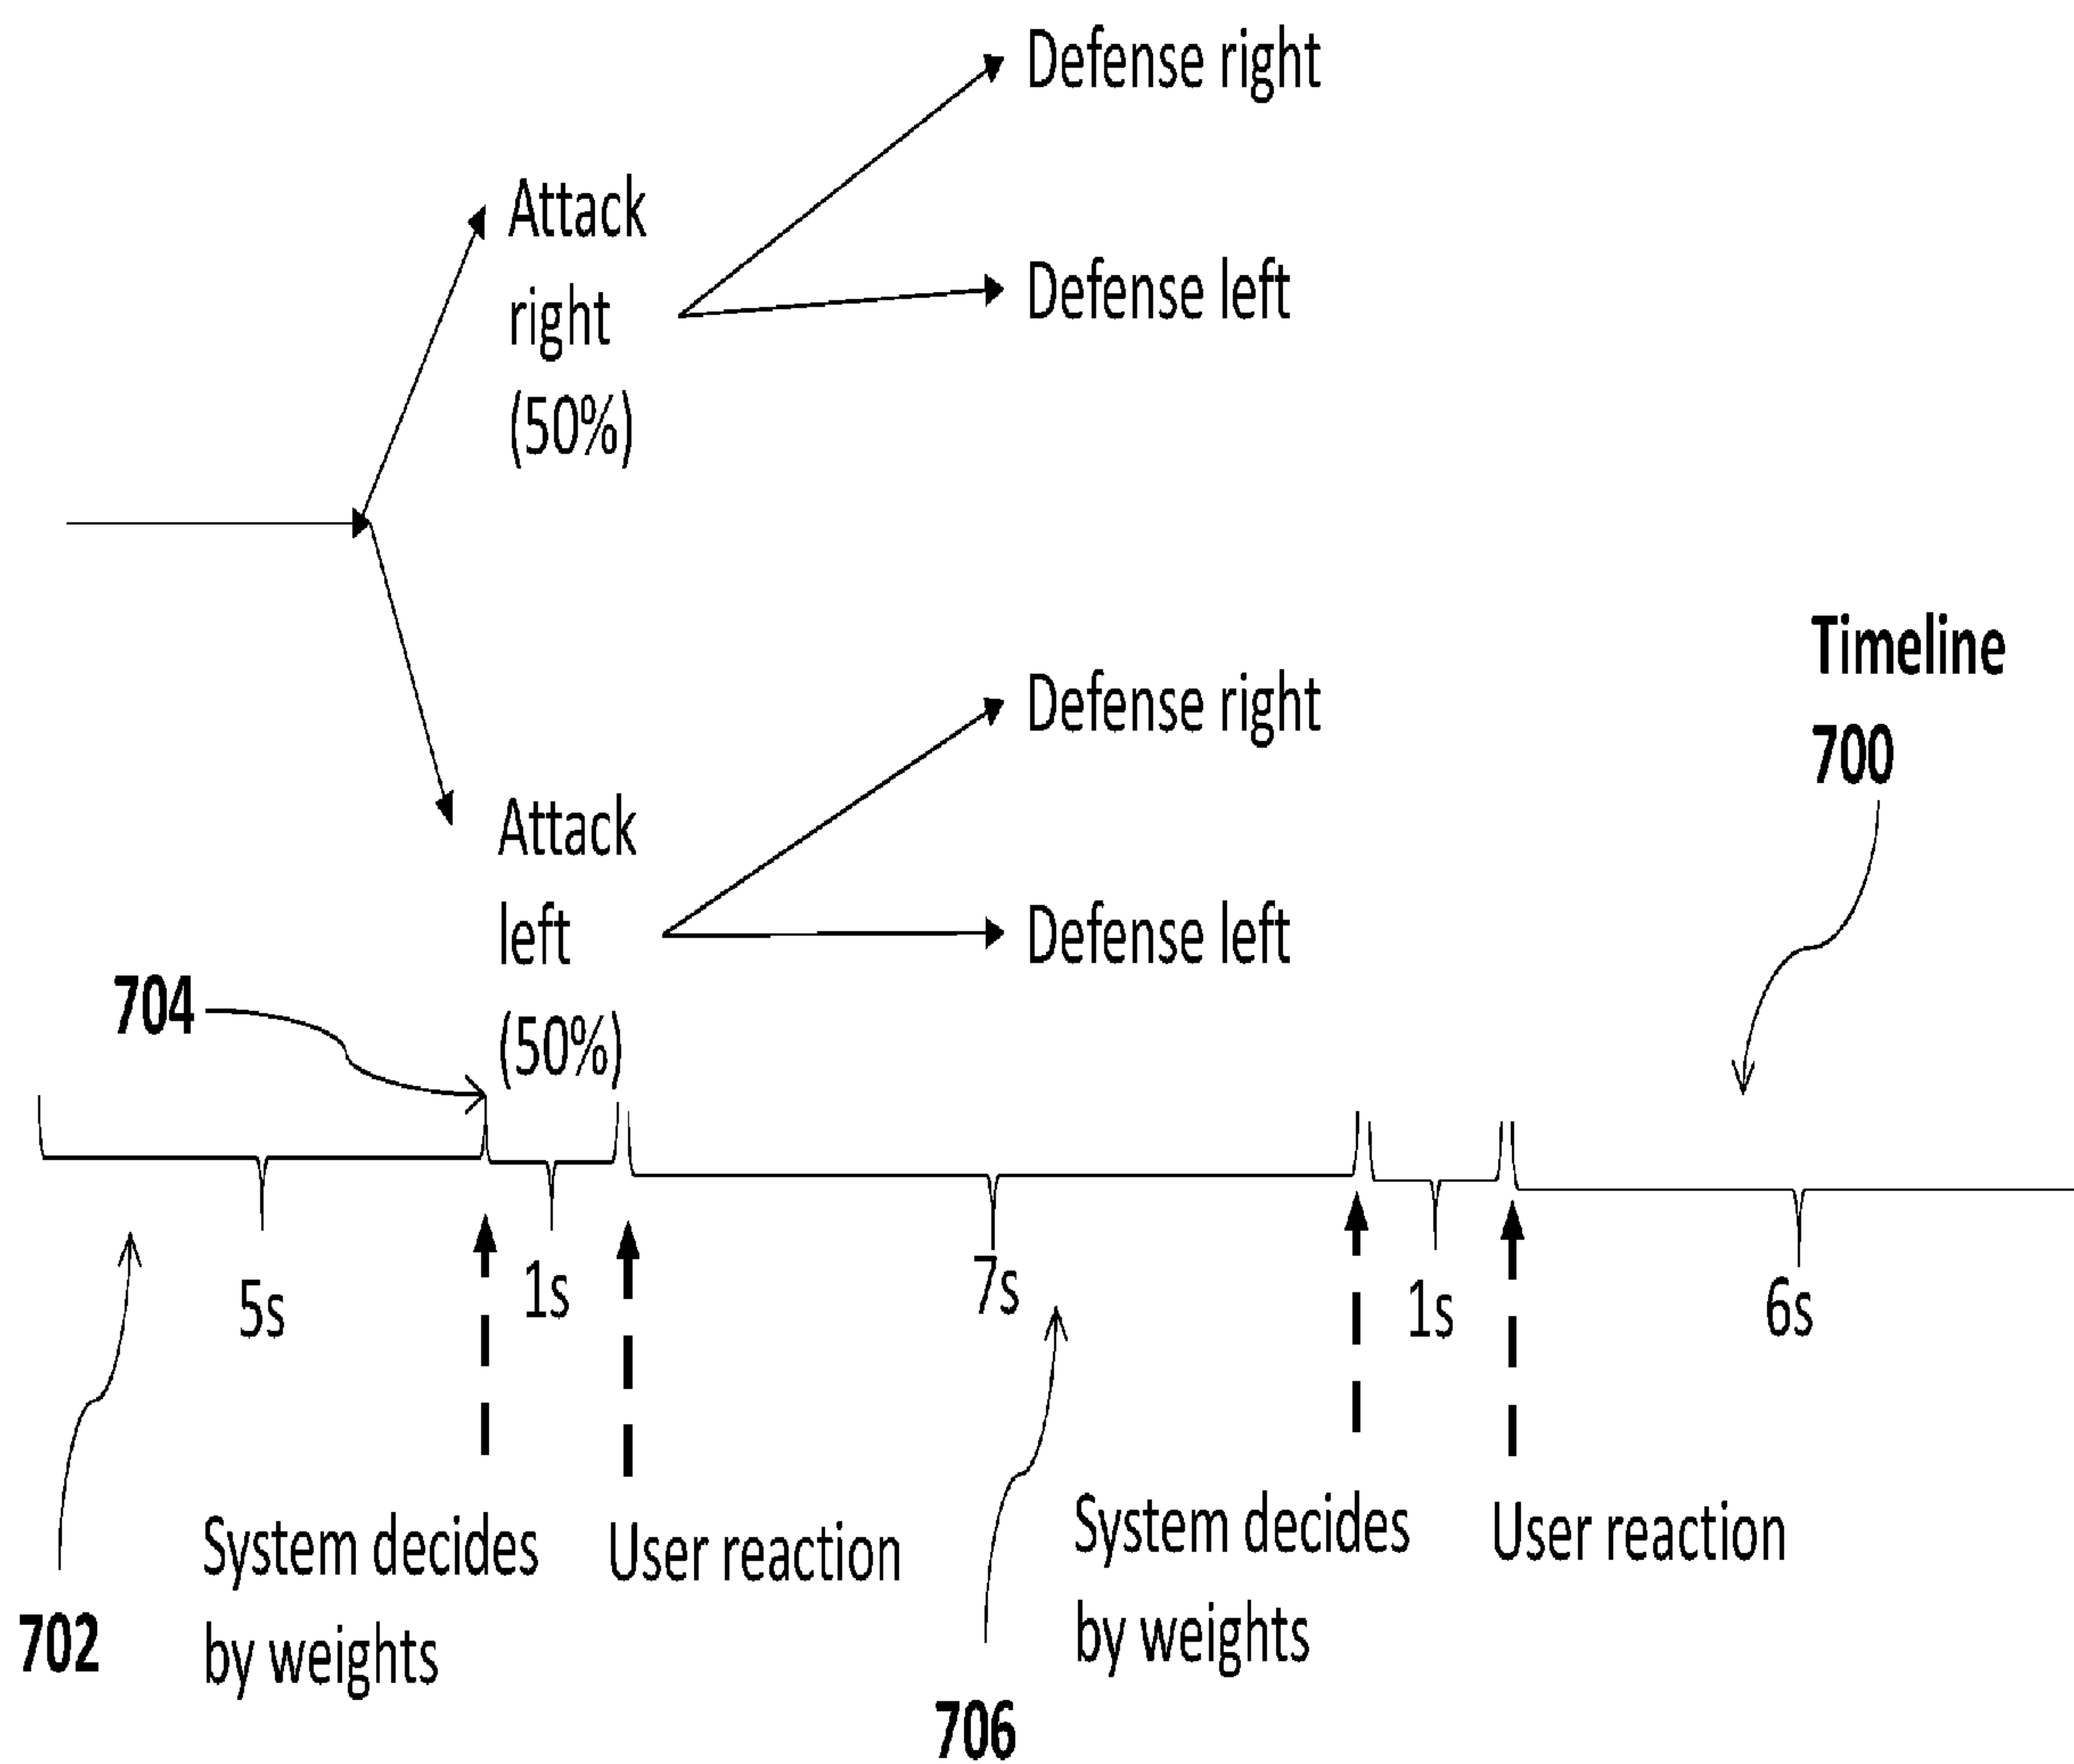 Defense right
Attack
right
(50%)
Defense left
Timeline
700
Defense right
Attack
left
(50%)
Defense left
704
5s
1s
7s
1s
6s
System decides
by weights
User reaction
System decides
by weights
User reaction
702
706